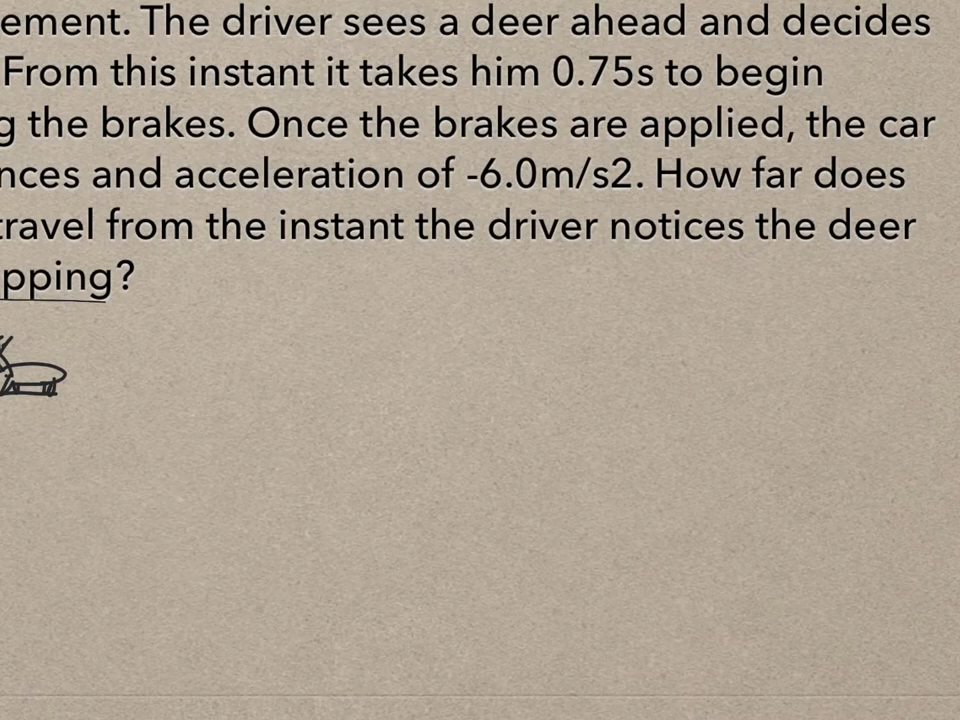 ement. The driver sees a deer ahead and decides
From this instant it takes him 0.75s to begin
g the brakes. Once the brakes are applied, the car
nces and acceleration of -6.0m/s2. How far does
travel from the instant the driver notices the deer
pping?